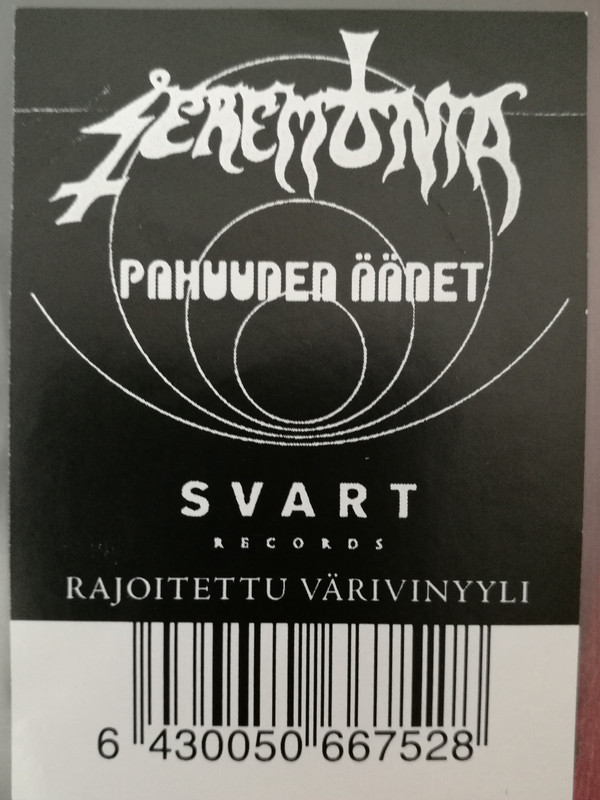 SEREMONIA
PAHUUDEN ÄÄNET
SVART
RECORDS
RAJOITETTU VÄRIVINYYLI
6 430050 667528